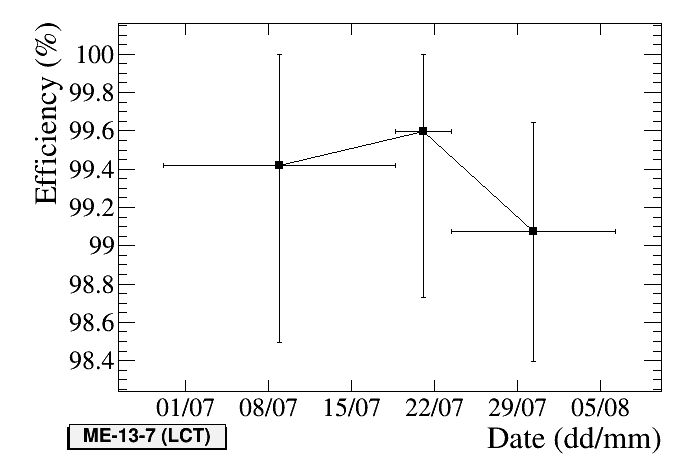 Efficiency (%)
100
99.8
99.6
99.4
99.2
99
98.8
98.6
98.4
01/07 08/07 15/07 22/07 29/07 05/08
ME-13-7 (LCT)
Date (dd/mm)